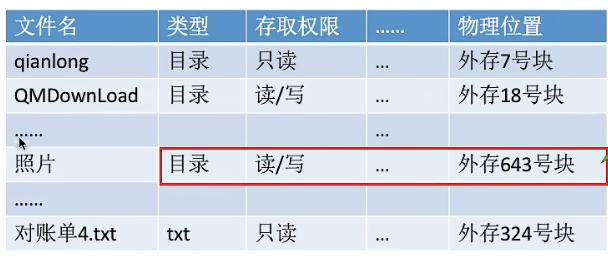 文件名 类型 存取权限 …… 物理位置
qianlong 目录 只读 … 外存7号块
QMDownLoad 目录 读/写 … 外存18号块
…… …
照片 目录 读/写 … 外存643号块
……
对账单4.txt txt 只读 … 外存324号块